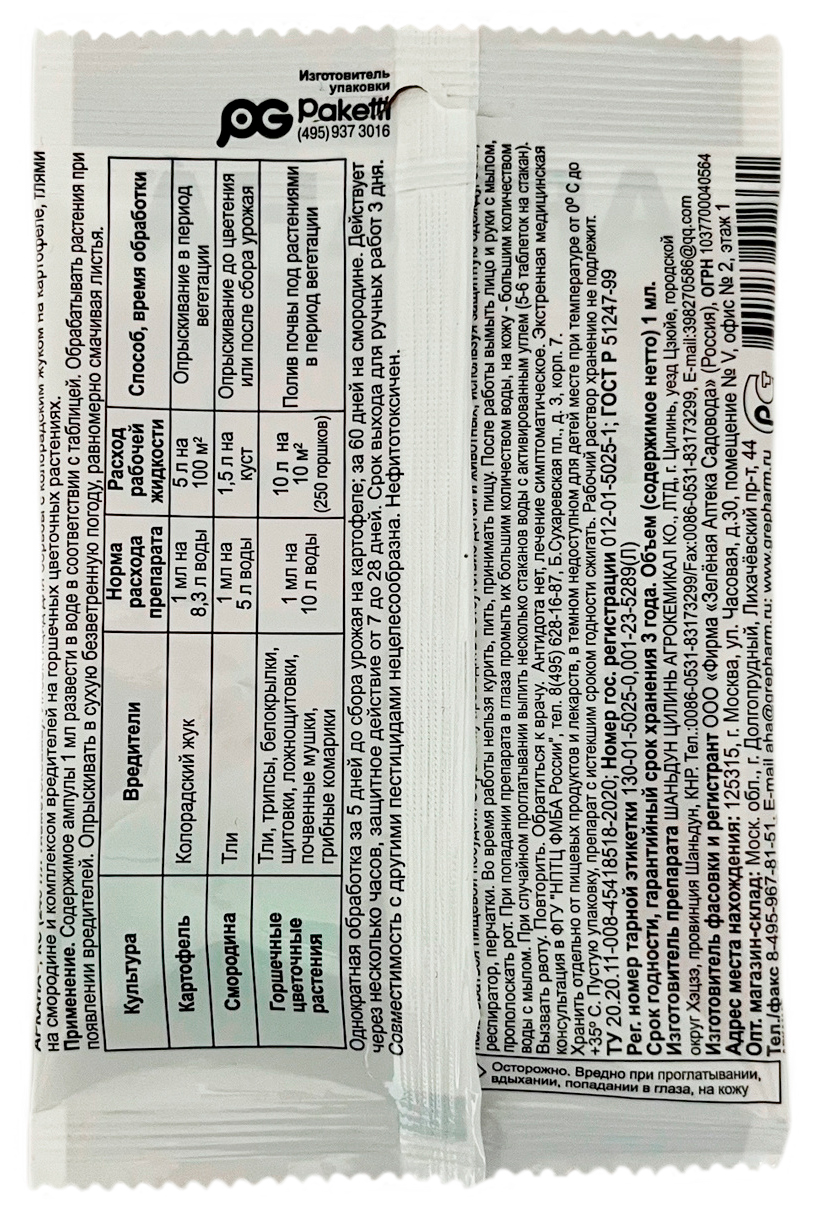 на смородине и комплексом вредителей на горшечных цветочных растениях.
Применение. Содержимое ампулы 1 мл развести в воде в соответствии с таблицей. Обрабатывать растения при
появлении вредителей. Опрыскивать в сухую безветренную погоду, равномерно смачивая листья.
Культура Вредители Норма расхода препарата Расход рабочей жидкости Способ, время обработки
Картофель Колорадский жук 1 мл на 8,3 л воды 5 л на 100 м² Опрыскивание в период вегетации
Смородина Тли 1 мл на 5 л воды 1,5 л на куст Опрыскивание до цветения или после сбора урожая
Горшечные цветочные растения Тли, трипсы, белокрылки, щитовки, ложнощитовки, почвенные мушки, грибные комарики 1 мл на 10 л воды 10 л на 10 м² (250 горшков) Полив почвы под растениями в период вегетации
Однократная обработка за 5 дней до сбора урожая на картофеле; за 60 дней на смородине. Действует
через несколько часов, защитное действие от 7 до 28 дней. Срок выхода для ручных работ 3 дня.
Совместимость с другими пестицидами нецелесообразна. Нефитотоксичен.
Изготовитель
упаковки
PG Paketti
(495) 937 3016
респиратор, перчатки. Во время работы нельзя курить, пить, принимать пищу. После работы вымыть лицо и руки с мылом,
прополоскать рот. При попадании препарата в глаза промыть их большим количеством воды, на кожу - большим количеством
воды с мылом. При случайном проглатывании выпить несколько стаканов воды с активированным углем (5-6 таблеток на стакан).
Вызвать рвоту. Повторить. Обратиться к врачу. Антидота нет, лечение симптоматическое. Экстренная медицинская
консультация в ФГУ "НПТЦ ФМБА России", тел. 8(495) 628-16-87, Б.Сухаревская пл., д. 3, корп. 7.
Хранить отдельно от пищевых продуктов и лекарств, в темном недоступном для детей месте при температуре от 0º С до
+35º С. Пустую упаковку, препарат с истекшим сроком годности сжигать. Рабочий раствор хранению не подлежит.
ТУ 20.20.11-008-45418518-2020; Номер гос. регистрации 012-01-5025-1; ГОСТ Р 51247-99
Рег. номер тарной этикетки 130-01-5025-0,001-23-5289(Л)
Срок годности, гарантийный срок хранения 3 года. Объем (содержимое нетто) 1 мл.
Изготовитель препарата ШАНЬДУН ЦИЛИНЬ АГРОКЕМИКАЛ КО., ЛТД, г. Цилинь, уезд Цзюйе, городской
округ Хэцзэ, провинция Шаньдун, КНР. Тел.:0086-0531-83173299/Fax:0086-0531-83173299, E-mail:398270586@qq.com
Изготовитель фасовки и регистрант ООО «Фирма «Зелёная Аптека Садовода» (Россия), ОГРН 1037700040564
Адрес места нахождения: 125315, г. Москва, ул. Часовая, д.30, помещение № V, офис № 2, этаж 1
Опт. магазин-склад: Моск. обл., г. Долгопрудный, Лихачёвский пр-т, 44
Тел./факс 8-495-967-81-51. E-mail aha@grepharm.ru: www.grepharm.ru
Осторожно. Вредно при проглатывании,
вдыхании, попадании в глаза, на кожу